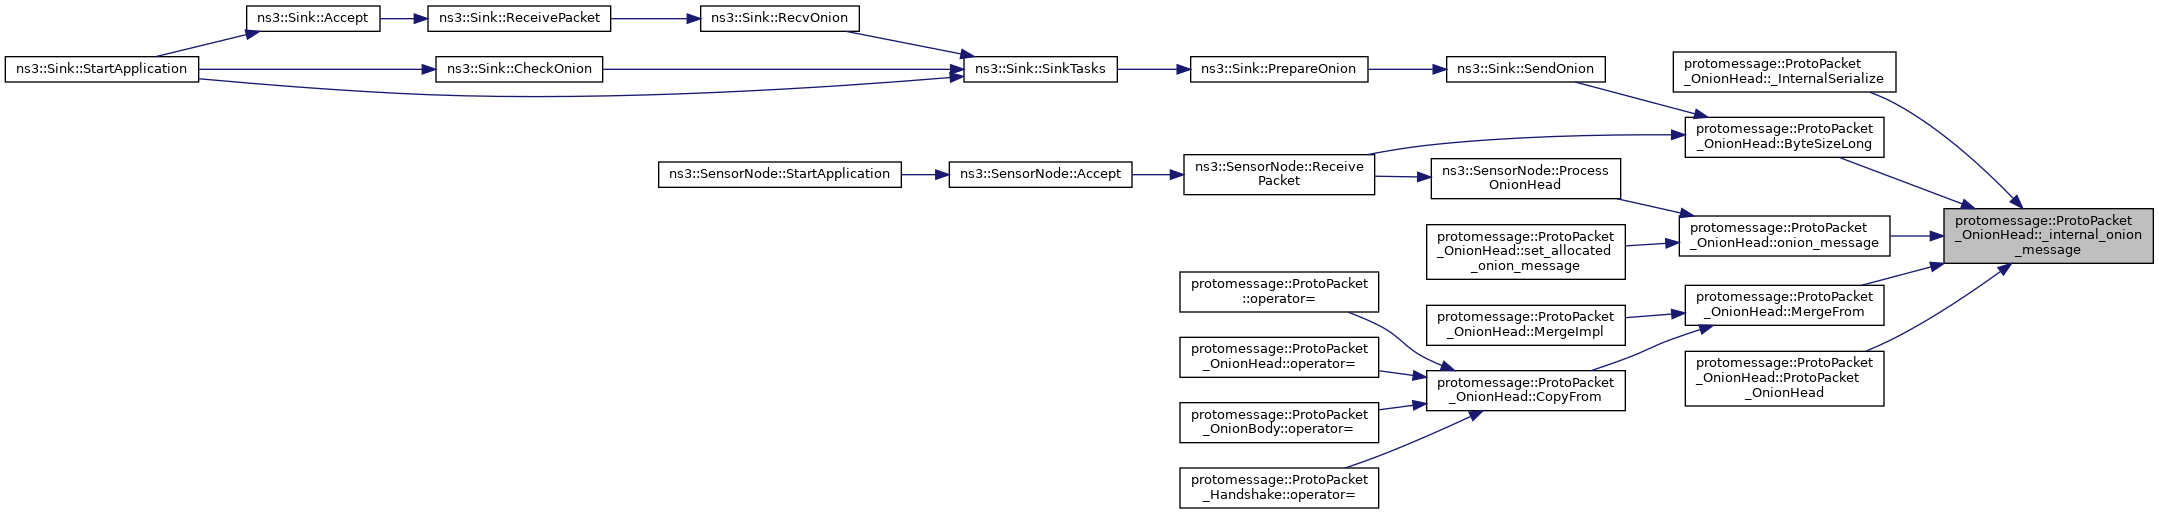 ns3::Sink::Accept
ns3::Sink::ReceivePacket
ns3::Sink::RecvOnion
ns3::Sink::StartApplication
ns3::Sink::CheckOnion
ns3::Sink::SinkTasks
ns3::Sink::PrepareOnion
ns3::Sink::SendOnion
protomessage::ProtoPacket
_OnionHead::_InternalSerialize
protomessage::ProtoPacket
_OnionHead::ByteSizeLong
ns3::SensorNode::StartApplication
ns3::SensorNode::Accept
ns3::SensorNode::Receive
Packet
ns3::SensorNode::Process
OnionHead
protomessage::ProtoPacket
_OnionHead::onion_message
protomessage::ProtoPacket
_OnionHead::_internal_onion
_message
protomessage::ProtoPacket
_OnionHead::set_allocated
_onion_message
protomessage::ProtoPacket
::operator=
protomessage::ProtoPacket
_OnionHead::MergeImpl
protomessage::ProtoPacket
_OnionHead::MergeFrom
protomessage::ProtoPacket
_OnionHead::operator=
protomessage::ProtoPacket
_OnionHead::CopyFrom
protomessage::ProtoPacket
_OnionHead::ProtoPacket
_OnionHead
protomessage::ProtoPacket
_OnionBody::operator=
protomessage::ProtoPacket
_Handshake::operator=